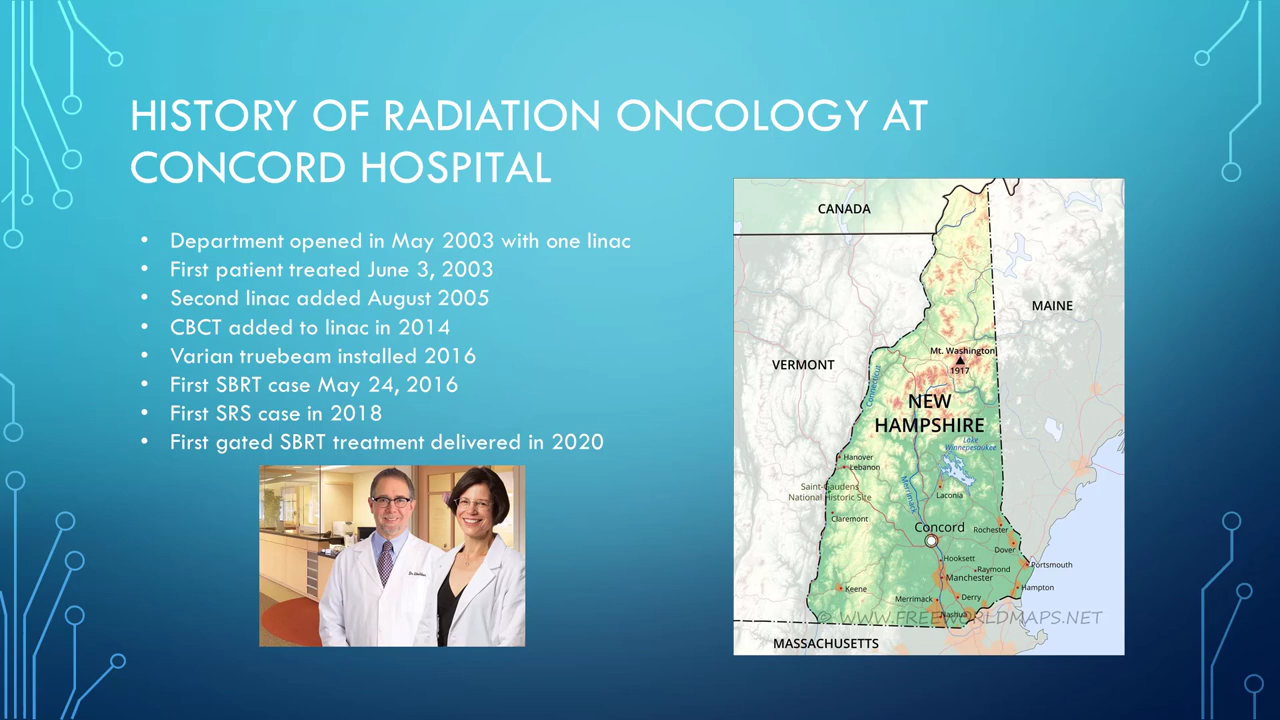 HISTORY OF RADIATION ONCOLOGY AT
CONCORD HOSPITAL
• Department opened in May 2003 with one linac
• First patient treated June 3, 2003
• Second linac added August 2005
• CBCT added to linac in 2014
• Varian truebeam installed 2016
• First SBRT case May 24, 2016
• First SRS case in 2018
• First gated SBRT treatment delivered in 2020
CANADA
MAINE
Mt. Washington
1917
VERMONT
Connecticut
NEW
HAMPSHIRE
Lake
Winnepesaukee
Hanover
Lebanon
Saint-Gaudens
National Historic Site
Merrimack
Laconia
Claremont
Concord
Rochester
Dover
Hooksett
Portsmouth
Raymond
Manchester
Hampton
Keene
Merrimack
Derry
Nashua
© WWW.FREEWORLDMAPS.NET
MASSACHUSETTS